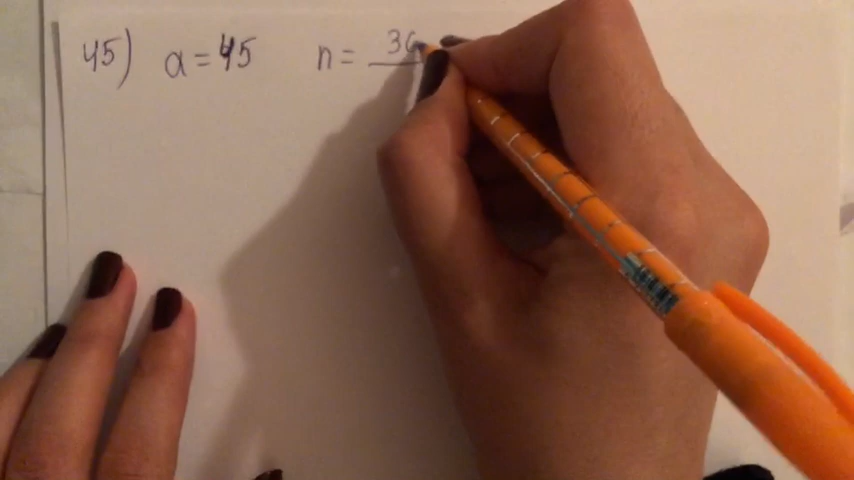 45) a = 45 n = 36